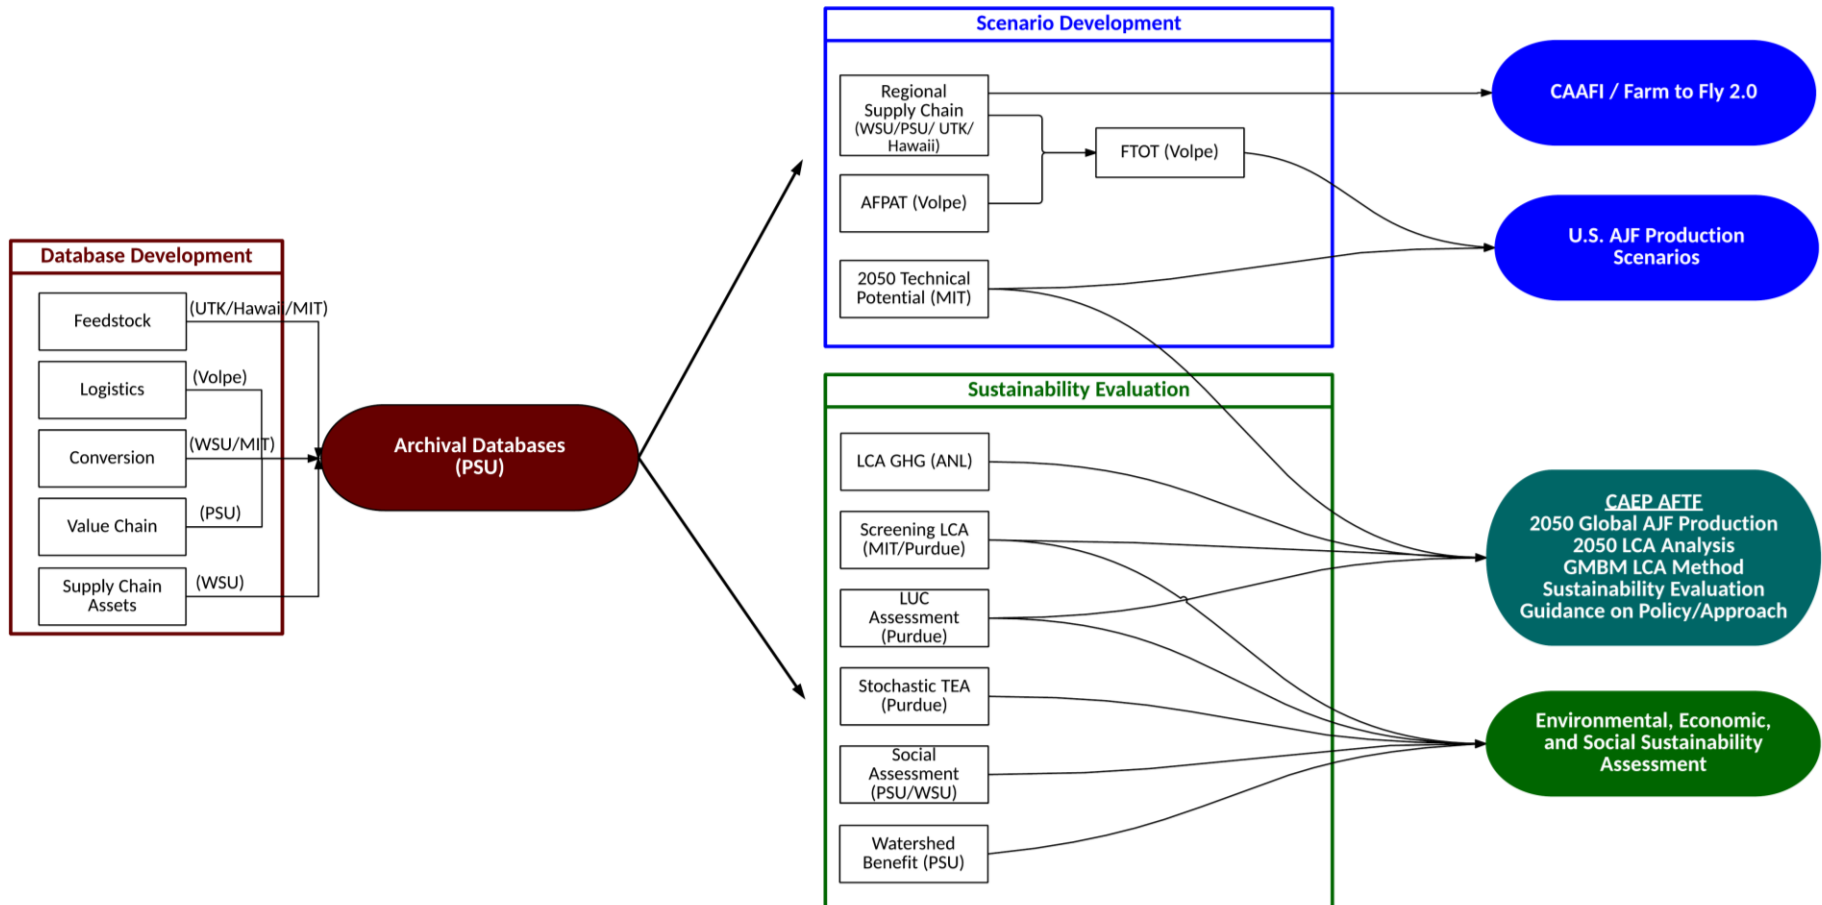 Database Development
Feedstock
(UTK/Hawaii/MIT)
Logistics
(Volpe)
Conversion
(WSU/MIT)
Value Chain
(PSU)
Supply Chain
Assets
(WSU)
Archival Databases
(PSU)
Scenario Development
Regional
Supply Chain
(WSU/PSU/ UTK/
Hawaii)
AFPAT (Volpe)
FTOT (Volpe)
2050 Technical
Potential (MIT)
Sustainability Evaluation
LCA GHG (ANL)
Screening LCA
(MIT/Purdue)
LUC
Assessment
(Purdue)
Stochastic TEA
(Purdue)
Social
Assessment
(PSU/WSU)
Watershed
Benefit (PSU)
CAAFI / Farm to Fly 2.0
U.S. AJF Production
Scenarios
CAEP AFTF
2050 Global AJF Production
2050 LCA Analysis
GMBM LCA Method
Sustainability Evaluation
Guidance on Policy/Approach
Environmental, Economic,
and Social Sustainability
Assessment